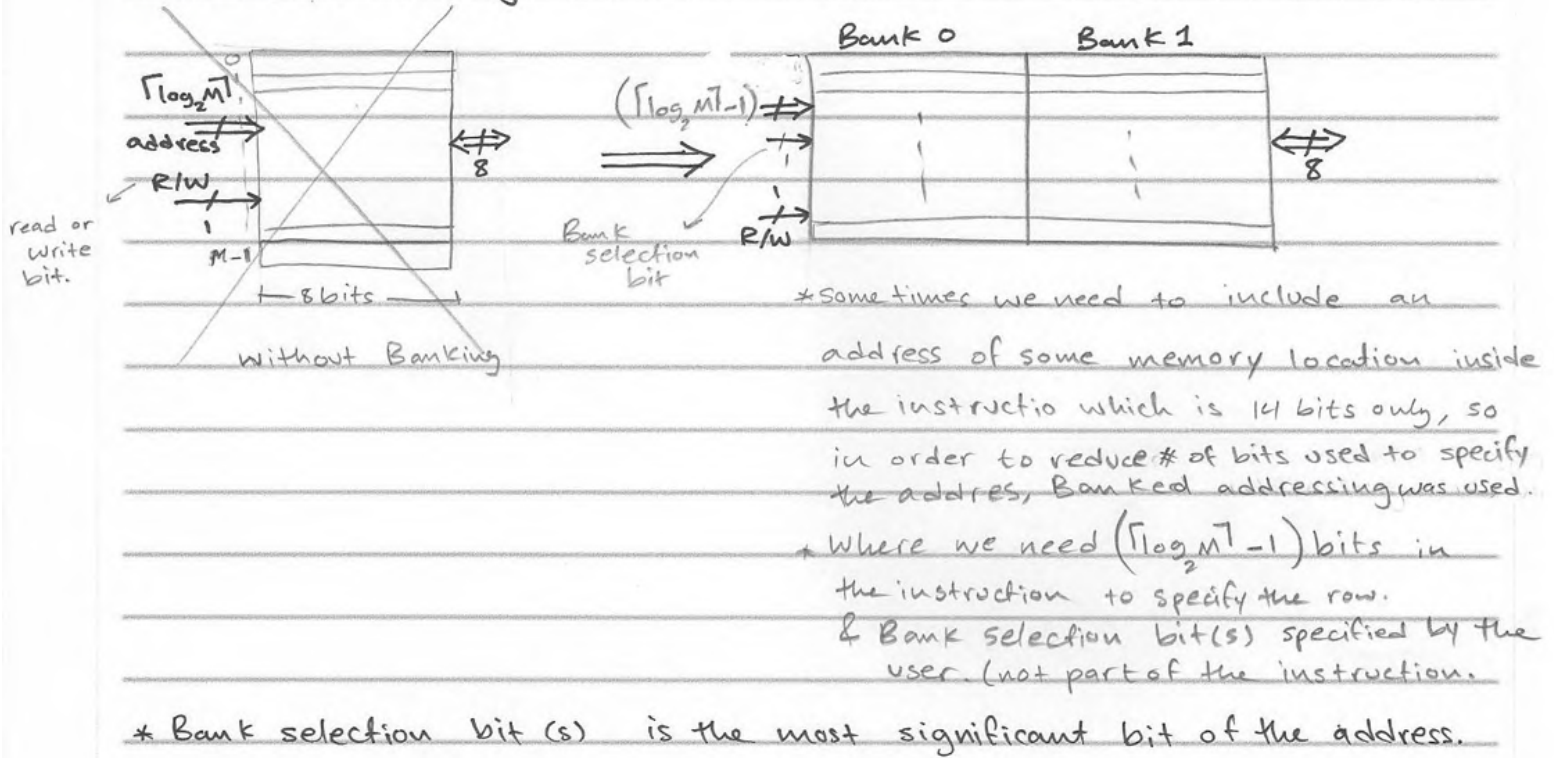 Bank 0 Bank 1
0
⌈log₂M⌉
address
R/W
1
M-1
8
8 bits
read or
write
bit.
without Banking
(⌈log₂M⌉-1)
1
Bank
selection
bit
R/W
8
* some times we need to include an
address of some memory location inside
the instructio which is 14 bits only, so
in order to reduce # of bits used to specify
the addres, Banked addressing was used.
* Where we need (⌈log₂M⌉-1) bits in
the instruction to specify the row.
& Bank selection bit(s) specified by the
user. (not part of the instruction.
* Bank selection bit (s) is the most significant bit of the address.